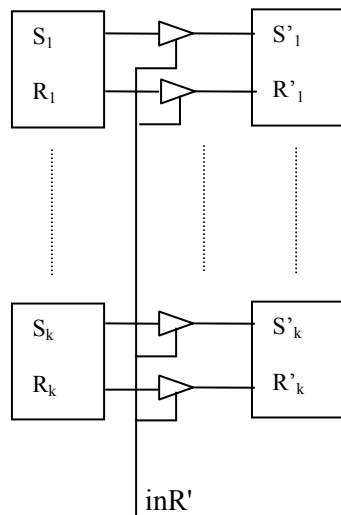 S₁ S'₁
R₁ R'₁
Sₖ S'ₖ
Rₖ R'ₖ
inR'